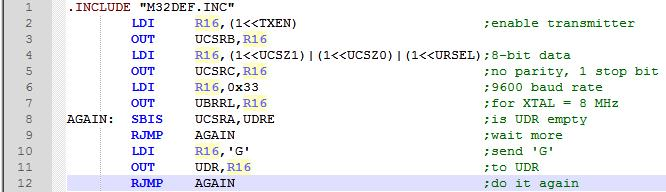 1 .INCLUDE "M32DEF.INC"
2 LDI R16,(1<<TXEN) ;enable transmitter
3 OUT UCSRB,R16
4 LDI R16,(1<<UCSZ1)|(1<<UCSZ0)|(1<<URSEL);8-bit data
5 OUT UCSRC,R16 ;no parity, 1 stop bit
6 LDI R16,0x33 ;9600 baud rate
7 OUT UBRRL,R16 ;for XTAL = 8 MHz
8 AGAIN: SBIS UCSRA,UDRE ;is UDR empty
9 RJMP AGAIN ;wait more
10 LDI R16,'G' ;send 'G'
11 OUT UDR,R16 ;to UDR
12 RJMP AGAIN ;do it again